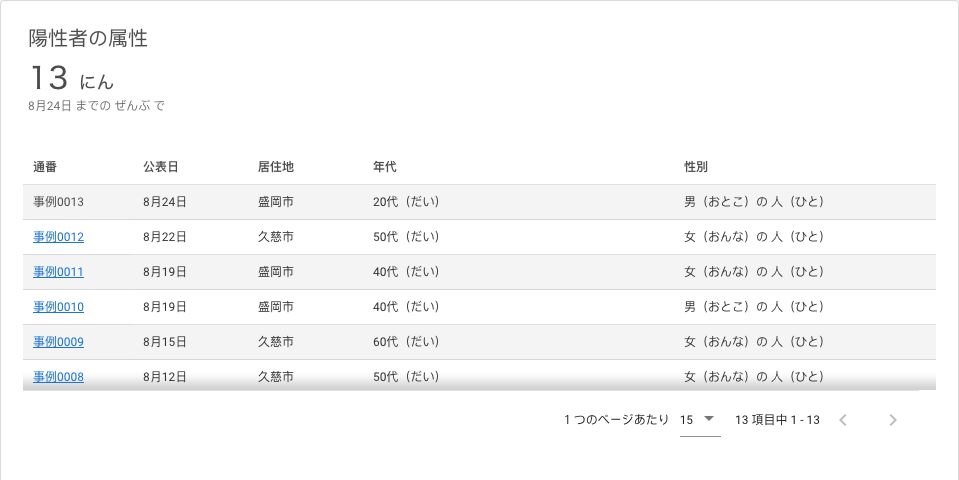 陽性者の属性
13 にん
8月24日 までの ぜんぶ で
通番 公表日 居住地 年代 性別
事例0013 8月24日 盛岡市 20代（だい） 男（おとこ）の 人（ひと）
事例0012 8月22日 久慈市 50代（だい） 女（おんな）の 人（ひと）
事例0011 8月19日 盛岡市 40代（だい） 女（おんな）の 人（ひと）
事例0010 8月19日 盛岡市 40代（だい） 男（おとこ）の 人（ひと）
事例0009 8月15日 久慈市 60代（だい） 女（おんな）の 人（ひと）
事例0008 8月12日 久慈市 50代（だい） 女（おんな）の 人（ひと）
1 つのページあたり 15 13 項目中 1 - 13